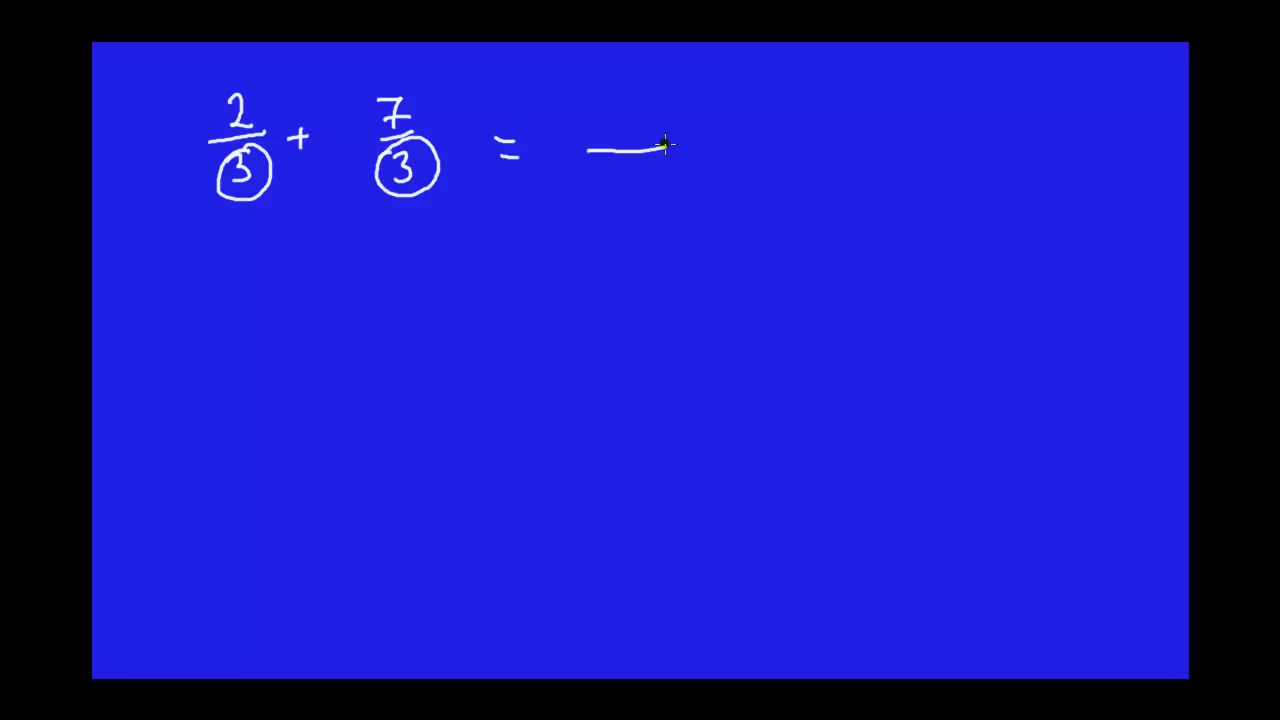 2/3 + 7/3 = —